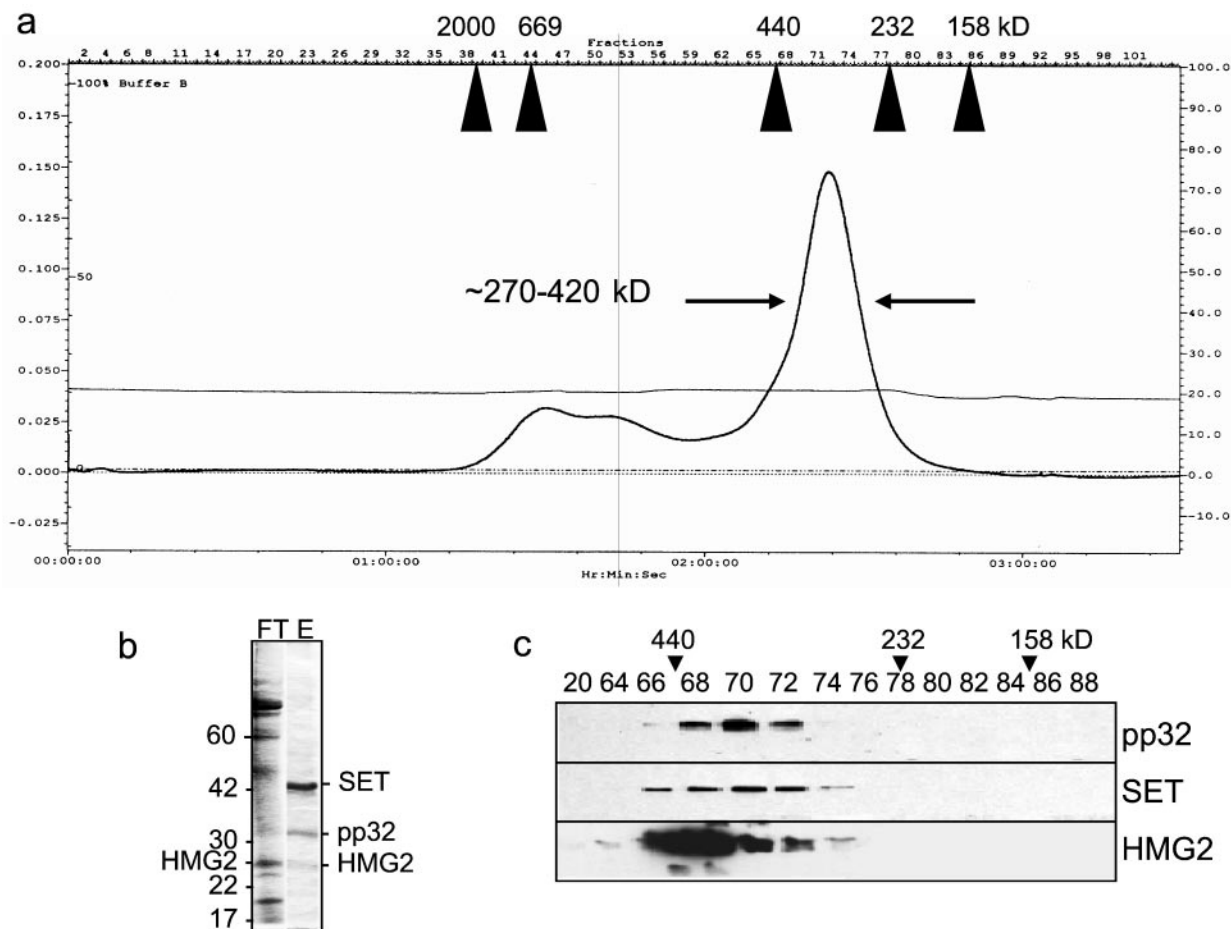 a
2000 669 440 232 158 kD
Fractions
2 4 6 8 11 14 17 20 23 26 29 32 35 38 41 44 47 50 53 56 59 62 65 68 71 74 77 80 83 86 89 92 95 98 101
100% Buffer B
50
0
0.200
0.175
0.150
0.125
0.100
0.075
0.050
0.025
0.000
-0.025
100.0
90.0
80.0
70.0
60.0
50.0
40.0
30.0
20.0
10.0
0.0
-10.0
~270-420 kD
00:00:00 01:00:00 02:00:00 03:00:00
Hr:Min:Sec
b
FT E
60
42
30
HMG2
22
17
SET
pp32
HMG2
c
440 232 158 kD
20 64 66 68 70 72 74 76 78 80 82 84 86 88
pp32
SET
HMG2